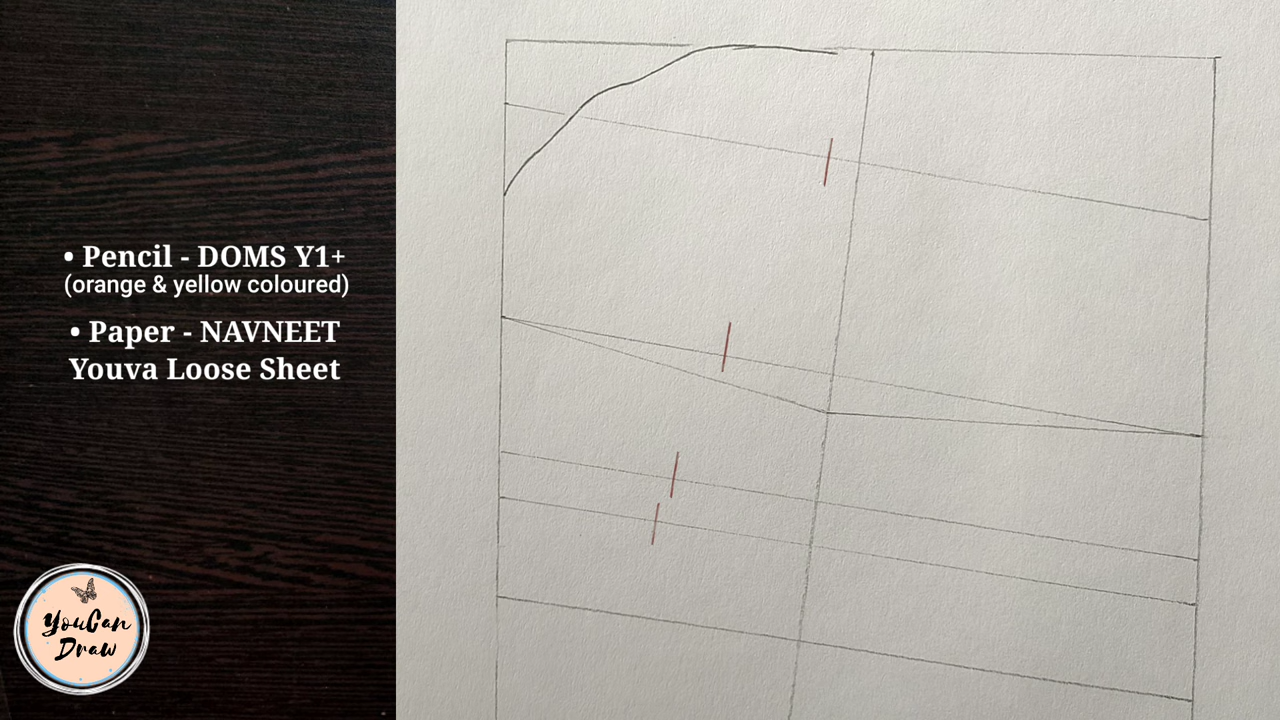 • Pencil - DOMS Y1+
(orange & yellow coloured)
• Paper - NAVNEET
Youva Loose Sheet
YouCan
Draw